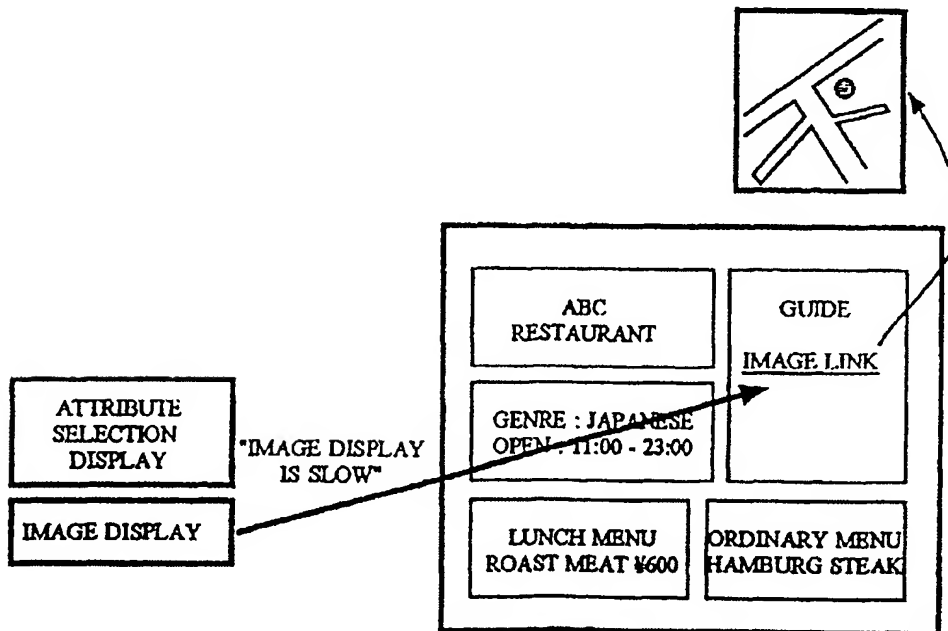 ABC
RESTAURANT
GUIDE
IMAGE LINK
GENRE : JAPANESE
OPEN : 11:00 - 23:00
ATTRIBUTE
SELECTION
DISPLAY
"IMAGE DISPLAY
IS SLOW"
IMAGE DISPLAY
LUNCH MENU
ROAST MEAT ¥600
ORDINARY MENU
HAMBURG STEAK